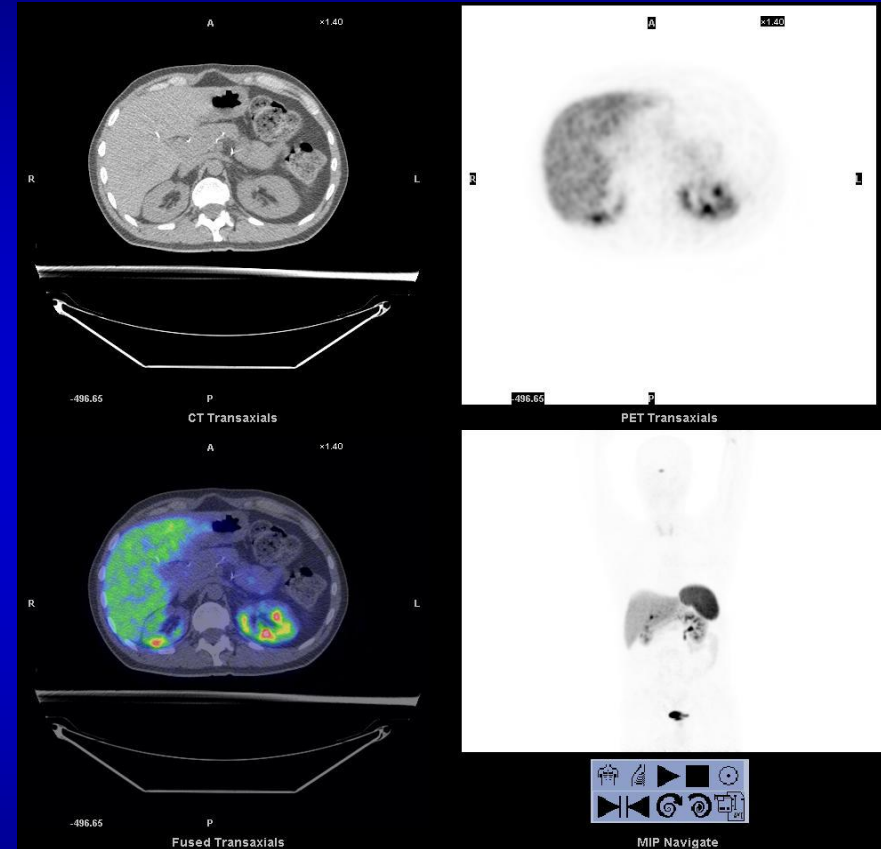 A
×1.40
R
L
-496.65
P
CT Transaxials
A
×1.40
R
L
-496.65
P
PET Transaxials
A
×1.40
R
L
-496.65
P
Fused Transaxials
MIP Navigate